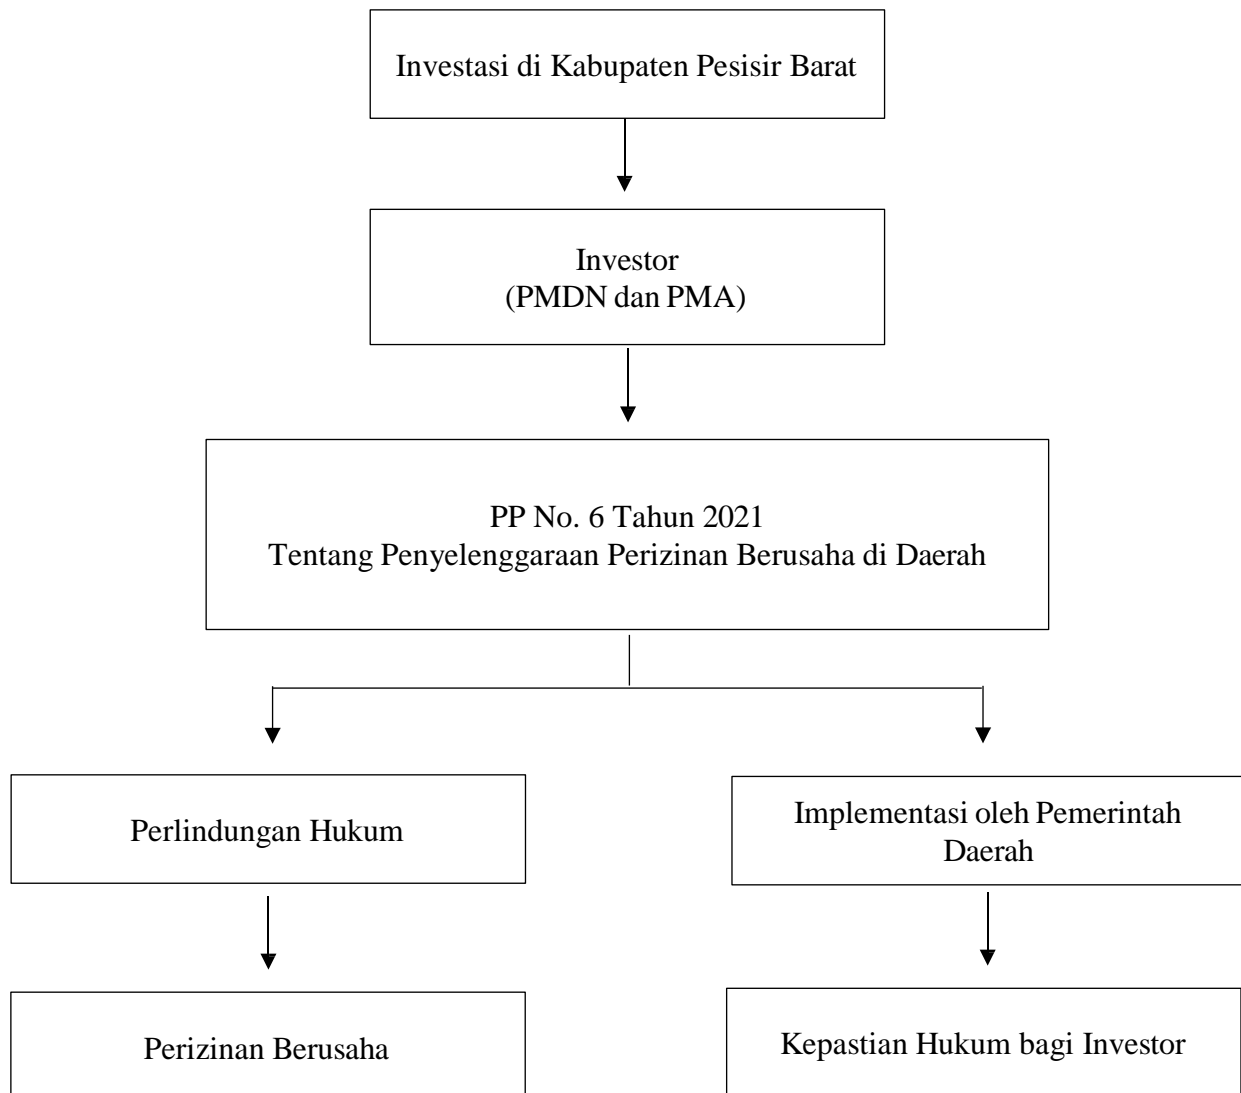 Investasi di Kabupaten Pesisir Barat
Investor
(PMDN dan PMA)
PP No. 6 Tahun 2021
Tentang Penyelenggaraan Perizinan Berusaha di Daerah
Perlindungan Hukum
Implementasi oleh Pemerintah
Daerah
Perizinan Berusaha
Kepastian Hukum bagi Investor